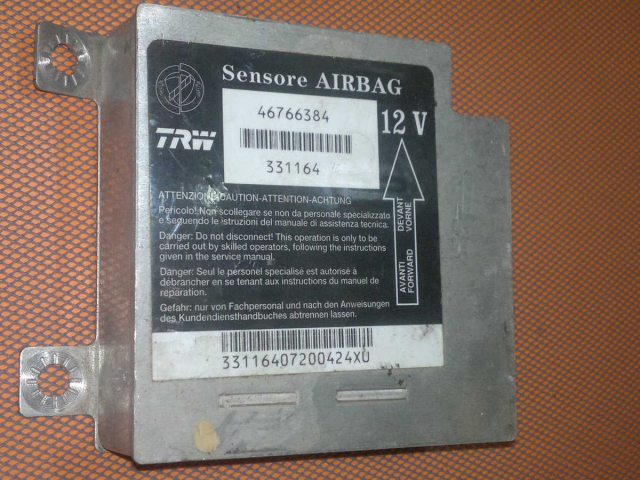 Sensore AIRBAG
46766384
12 V
TRW
331164
ATTENZIONE-CAUTION-ATTENTION-ACHTUNG
Pericolo! Non scollegare se non da personale specializzato
e seguendo le istruzioni del manuale di assistenza tecnica.
Danger: Do not disconnect! This operation is only to be
carried out by skilled operators, following the instructions
given in the service manual.
Danger: Seul le personel specialisé est autorisé à
débrancher en se tenant aux instructions du manuel de
reparation.
Gefahr: nur von Fachpersonal und nach den Anweisungen
des Kundendiensthandbuches abtrennen lassen.
AVANTI DEVANT
FORWARD VORNE
33116407200424XU